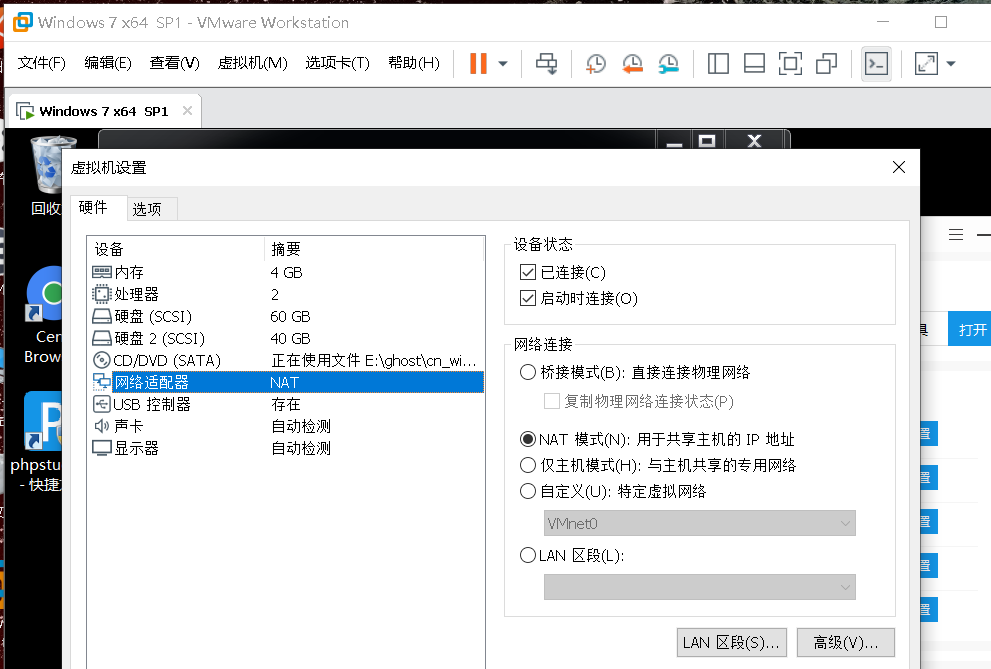 Windows 7 x64  SP1 - VMware Workstation
文件(F) 编辑(E) 查看(V) 虚拟机(M) 选项卡(T) 帮助(H)
Windows 7 x64  SP1
回收
虚拟机设置
硬件 选项
设备 摘要
内存 4 GB
处理器 2
硬盘 (SCSI) 60 GB
硬盘 2 (SCSI) 40 GB
CD/DVD (SATA) 正在使用文件 E:\ghost\cn_wi...
网络适配器 NAT
USB 控制器 存在
声卡 自动检测
显示器 自动检测
设备状态
已连接(C)
启动时连接(O)
网络连接
桥接模式(B): 直接连接物理网络
复制物理网络连接状态(P)
NAT 模式(N): 用于共享主机的 IP 地址
仅主机模式(H): 与主机共享的专用网络
自定义(U): 特定虚拟网络
VMnet0
LAN 区段(L):
LAN 区段(S)... 高级(V)...
Cen
Brow
phpstu
- 快捷
打开
置
置
置
置
置